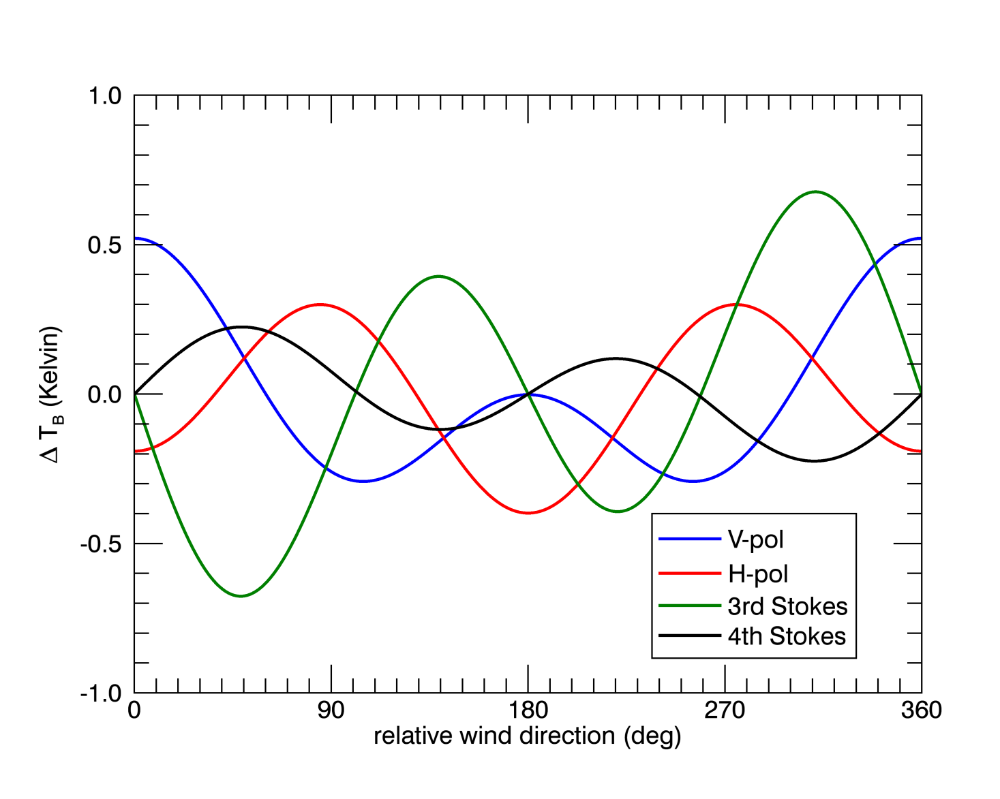 1.0
0.5
0.0
-0.5
-1.0
Δ T_B (Kelvin)
0 90 180 270 360
relative wind direction (deg)
V-pol
H-pol
3rd Stokes
4th Stokes